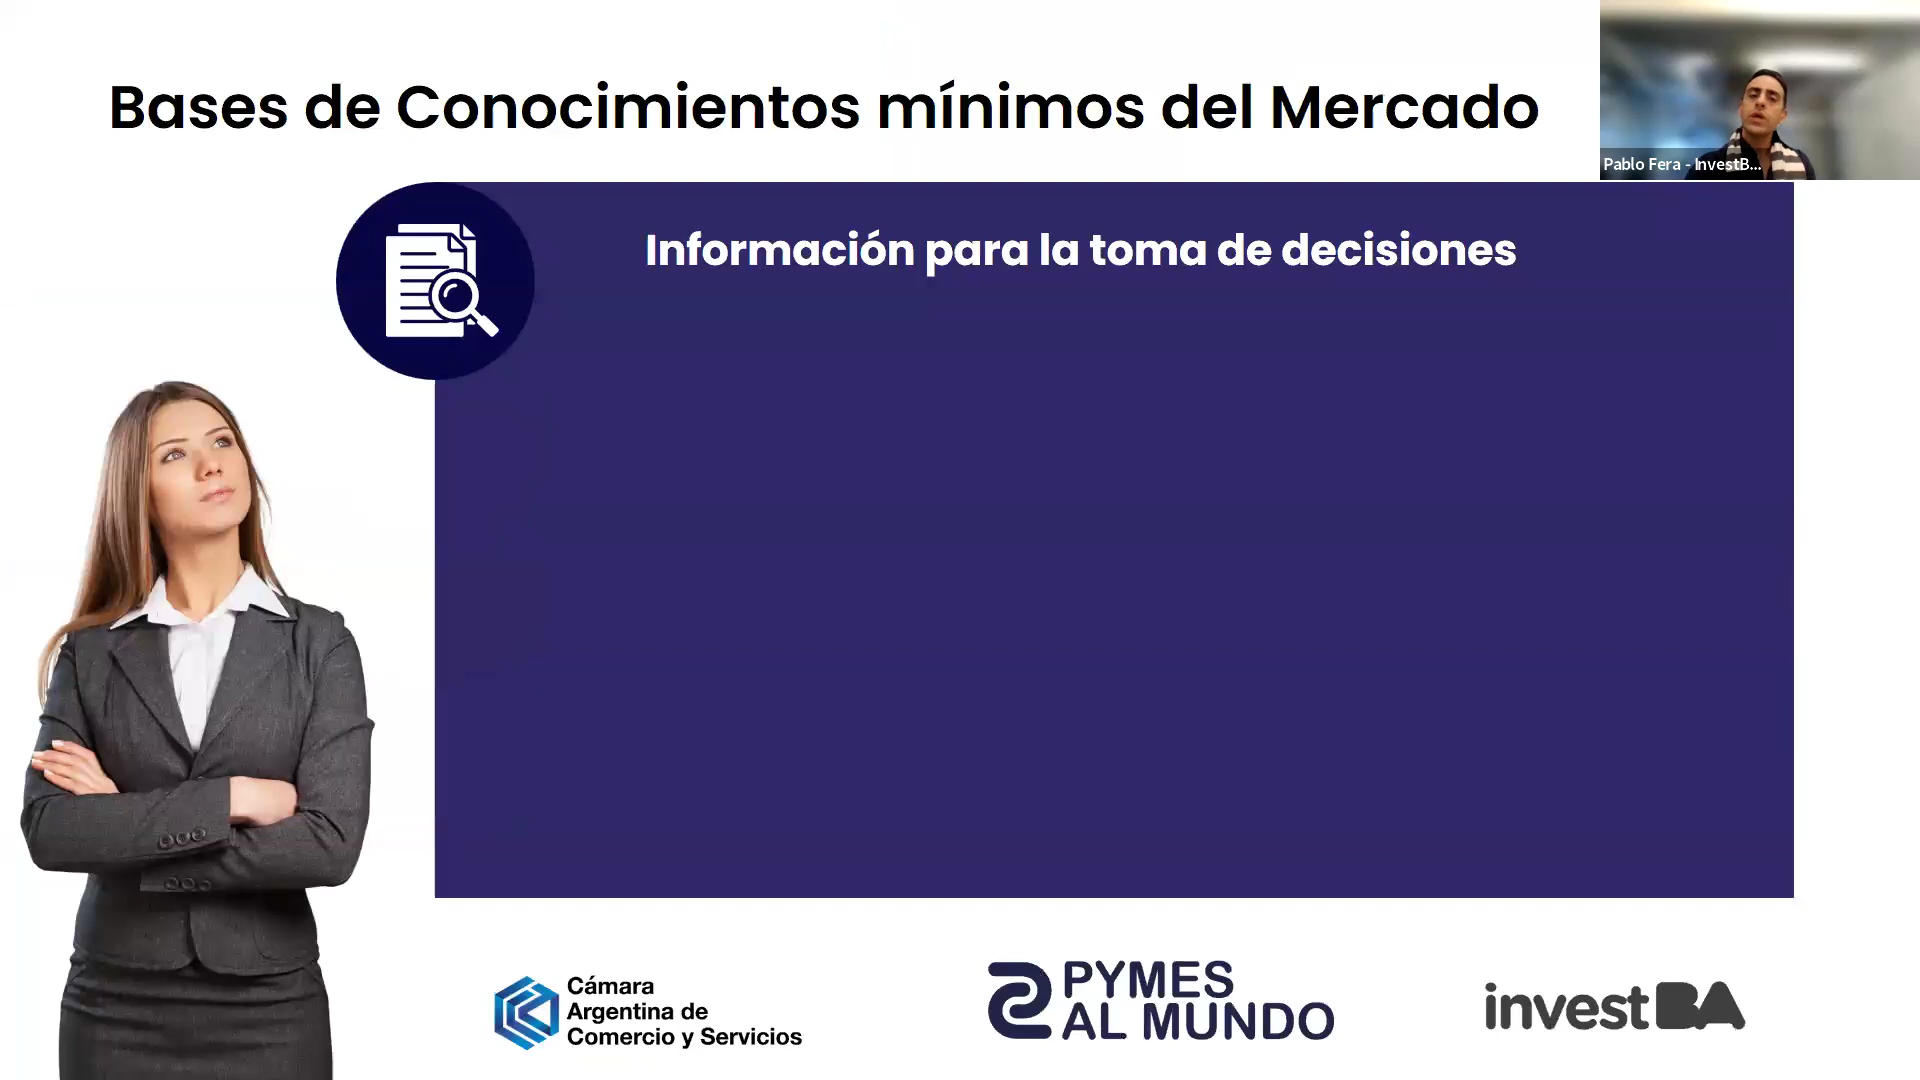 Bases de Conocimientos mínimos del Mercado
Pablo Fera - InvestB...
Información para la toma de decisiones
Cámara
Argentina de
Comercio y Servicios
PYMES
AL MUNDO
investBA